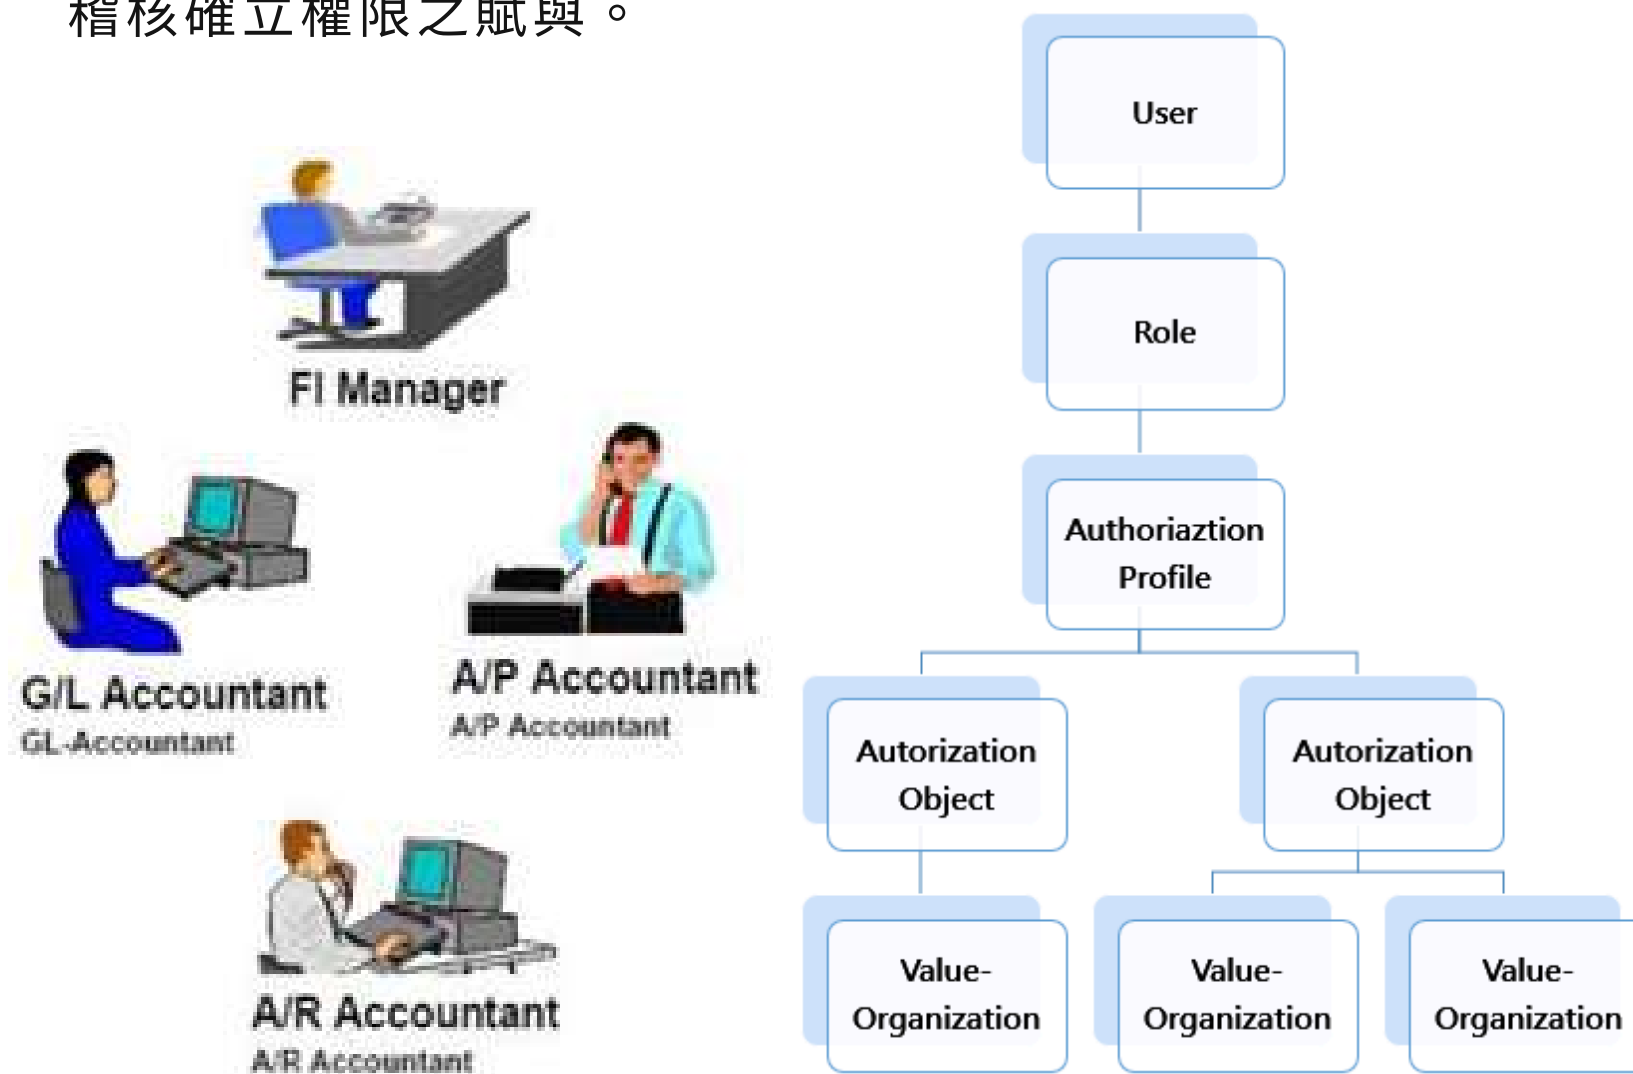 稽核確立權限之賦與。
FI Manager
G/L Accountant
GL-Accountant
A/P Accountant
A/P Accountant
A/R Accountant
A/R Accountant
User
Role
Authoriaztion
Profile
Autorization
Object
Autorization
Object
Value-
Organization
Value-
Organization
Value-
Organization